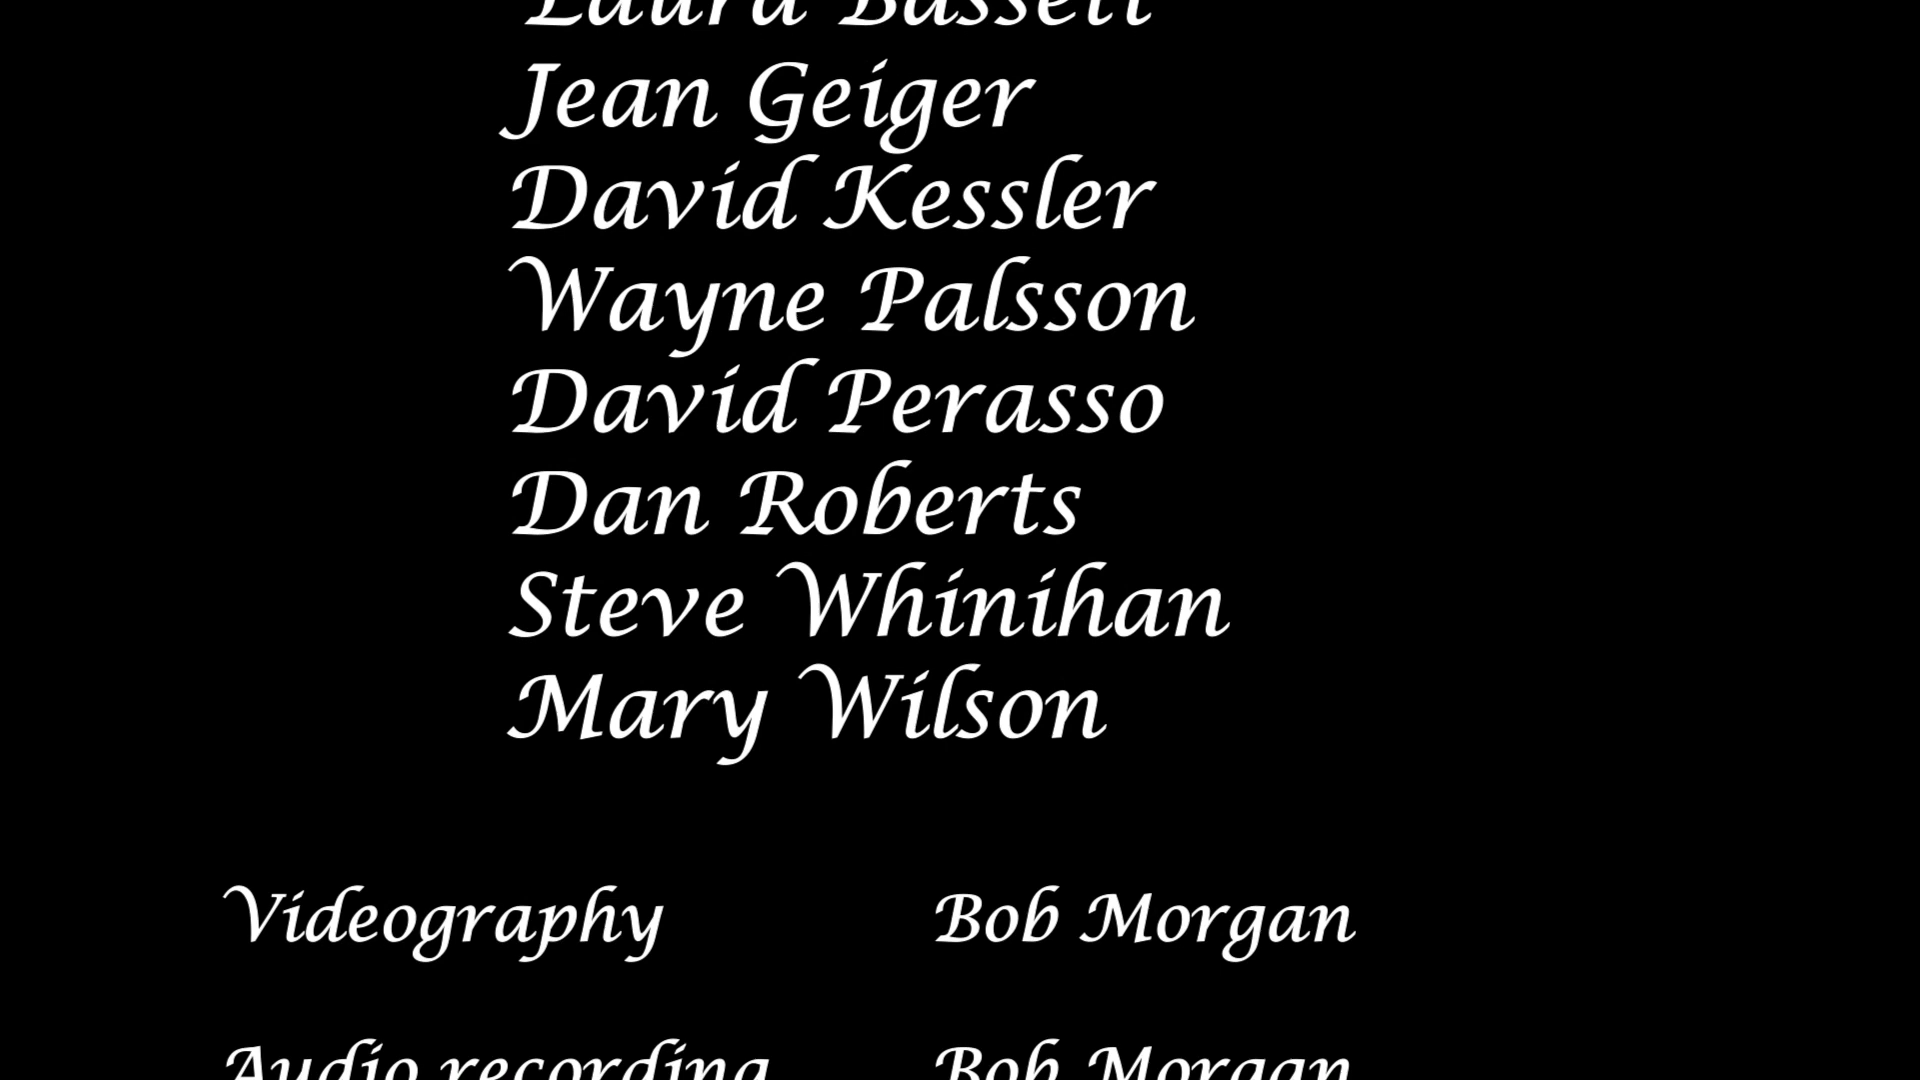 Laura Bassett
Jean Geiger
David Kessler
Wayne Palsson
David Perasso
Dan Roberts
Steve Whinihan
Mary Wilson
Videography Bob Morgan
Audio recording Bob Morgan